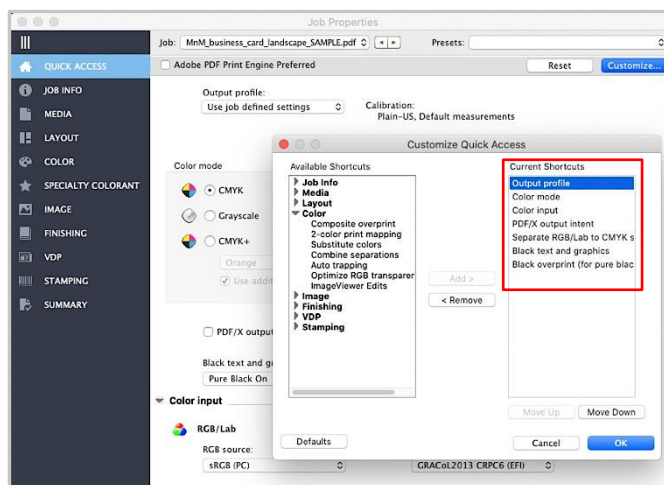 Job Properties
Job: MnM_business_card_landscape_SAMPLE.pdf Presets:
QUICK ACCESS
Adobe PDF Print Engine Preferred Reset Customize...
JOB INFO
MEDIA
LAYOUT
COLOR
SPECIALTY COLORANT
IMAGE
FINISHING
VDP
STAMPING
SUMMARY
Output profile:
Use job defined settings
Calibration:
Plain-US, Default measurements
Color mode
CMYK
Grayscale
CMYK+
Orange
PDF/X
Black text and
Pure Black On
Color input
RGB/Lab
RGB source:
sRGB (PC)
GRACoL2013 CRPC6 (EFI)
Customize Quick Access
Available Shortcuts
Job Info
Media
Layout
Color
Composite overprint
2-color print mapping
Substitute colors
Combine separations
Auto trapping
Optimize RGB transparer
ImageViewer Edits
Image
Finishing
VDP
Stamping
Add >
< Remove
Current Shortcuts
Output profile
Color mode
Color input
PDF/X output intent
Separate RGB/Lab to CMYK s
Black text and graphics
Black overprint (for pure blac
Move Up Move Down
Defaults
Cancel OK